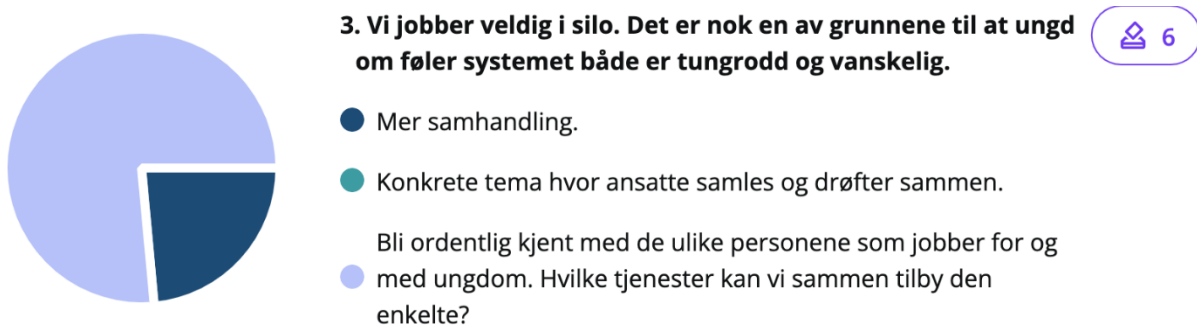 3. Vi jobber veldig i silo. Det er nok en av grunnene til at ungd
om føler systemet både er tungrodd og vanskelig.
6
Mer samhandling.
Konkrete tema hvor ansatte samles og drøfter sammen.
Bli ordentlig kjent med de ulike personene som jobber for og
med ungdom. Hvilke tjenester kan vi sammen tilby den
enkelte?